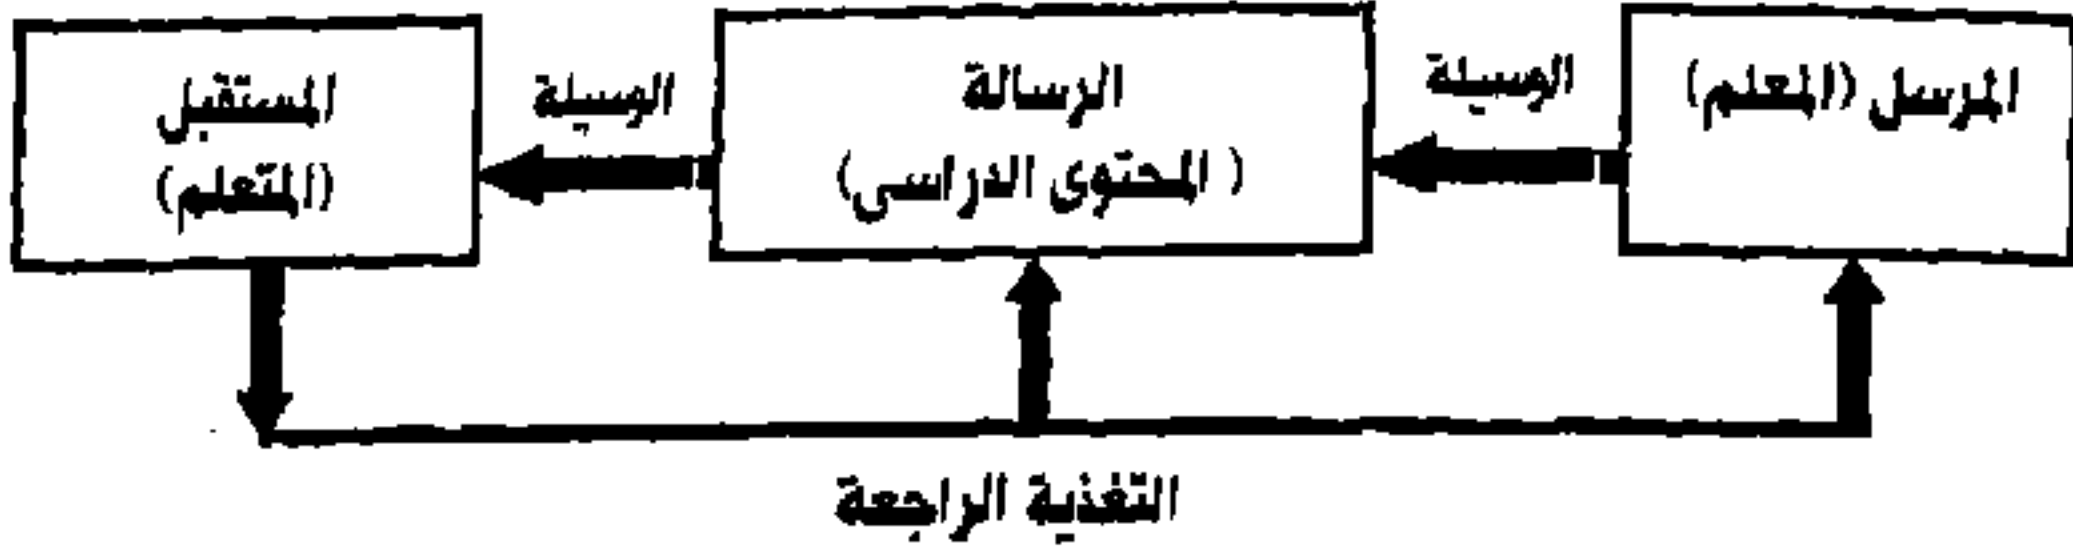 المرسل (المعلم)
الوسيلة
الرسالة
( المحتوى الدراسى)
الوسيلة
المستقبل
(المتعلم)
التغذية الراجعة